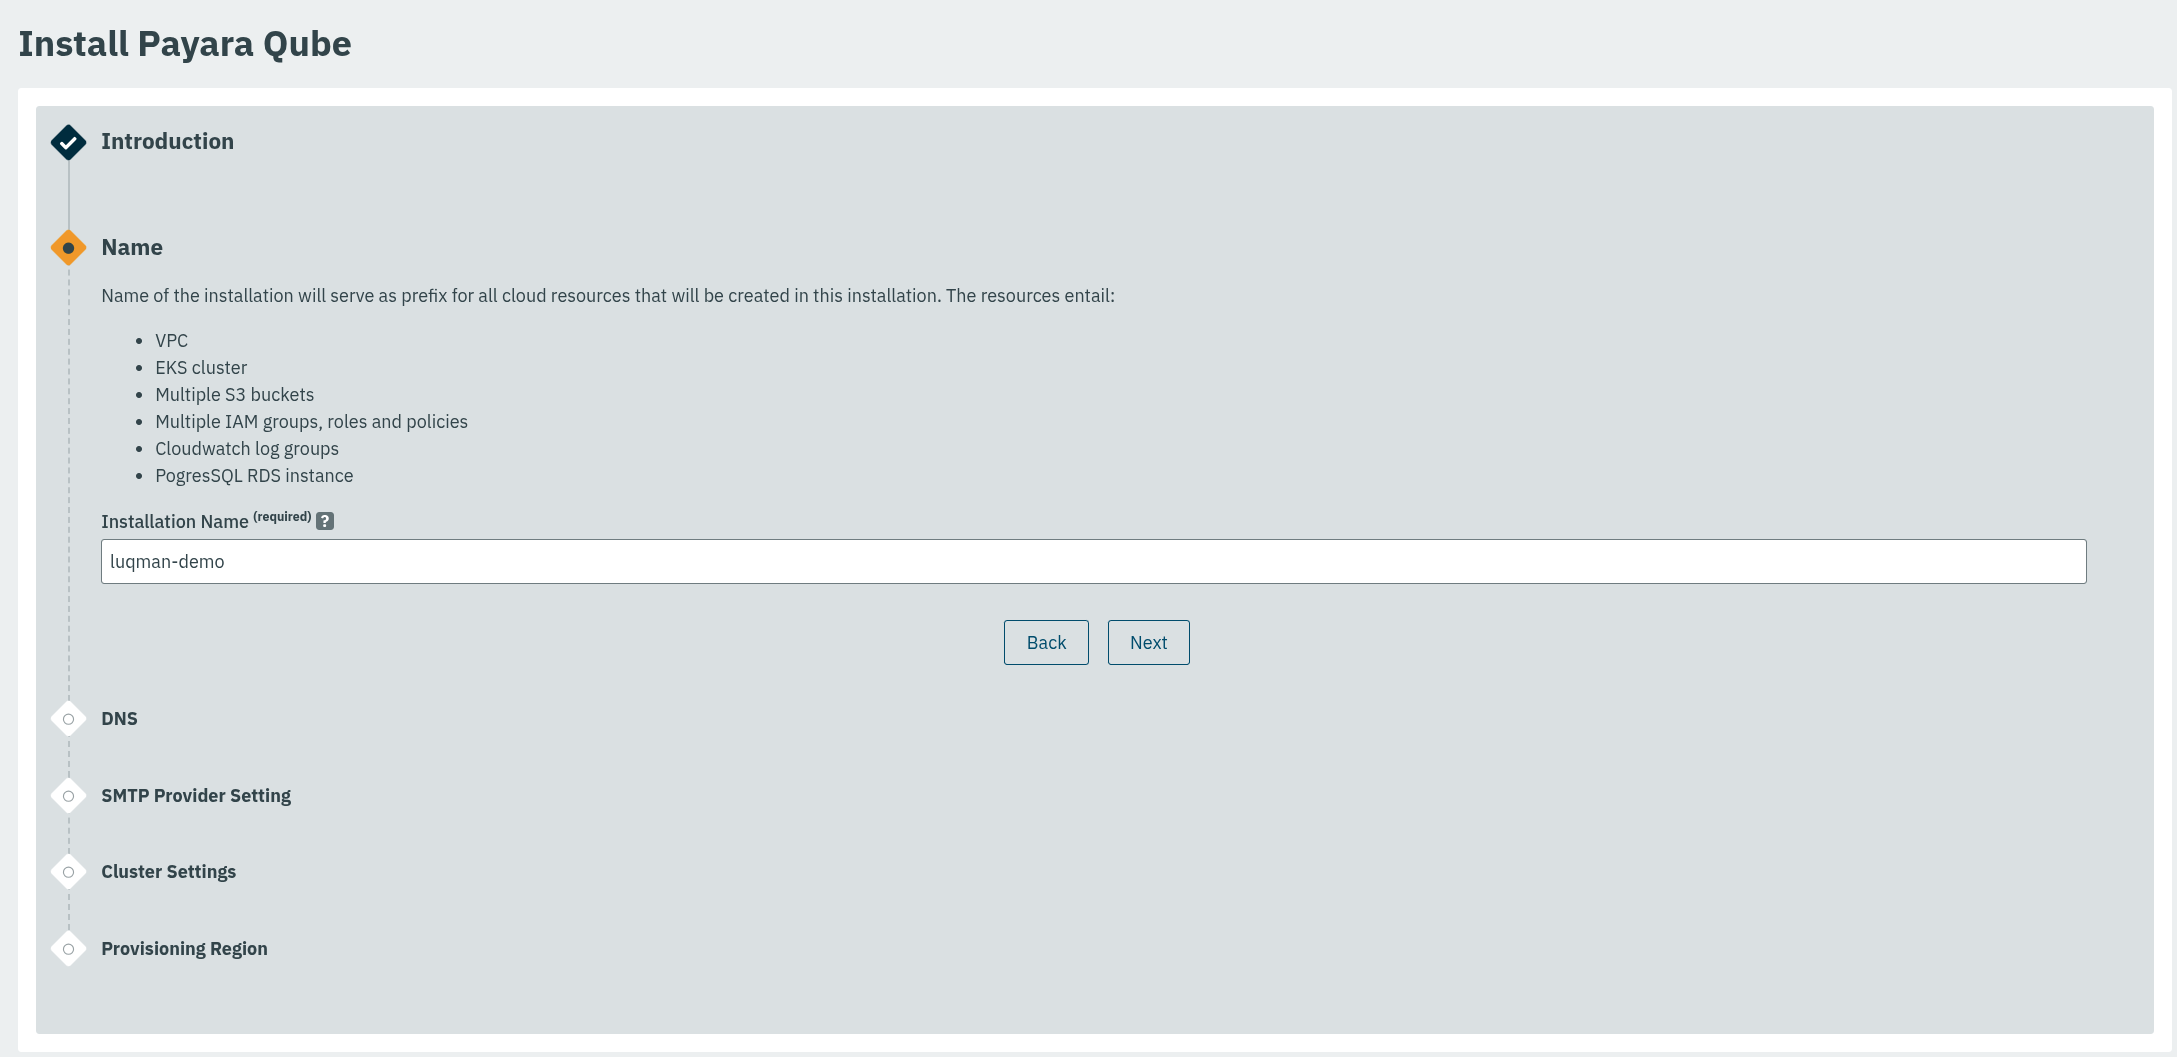 Install Payara Qube
Introduction
Name
Name of the installation will serve as prefix for all cloud resources that will be created in this installation. The resources entail:
• VPC
• EKS cluster
• Multiple S3 buckets
• Multiple IAM groups, roles and policies
• Cloudwatch log groups
• PogresSQL RDS instance
Installation Name (required) ?
luqman-demo
Back Next
DNS
SMTP Provider Setting
Cluster Settings
Provisioning Region